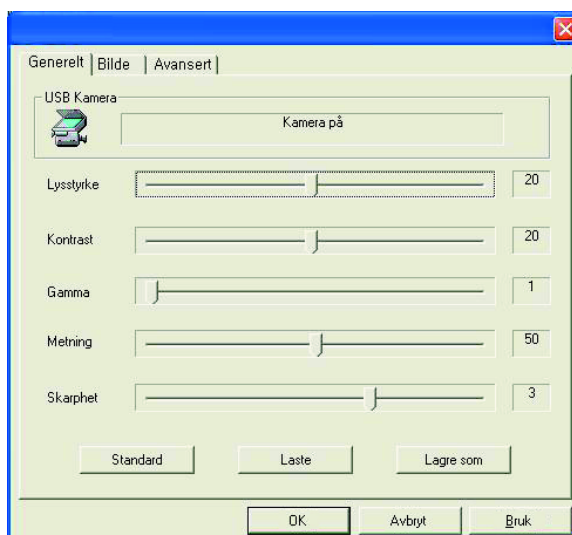 Generelt Bilde Avansert
USB Kamera
Kamera på
Lysstyrke 20
Kontrast 20
Gamma 1
Metning 50
Skarphet 3
Standard Laste Lagre som
OK Avbryt Bruk